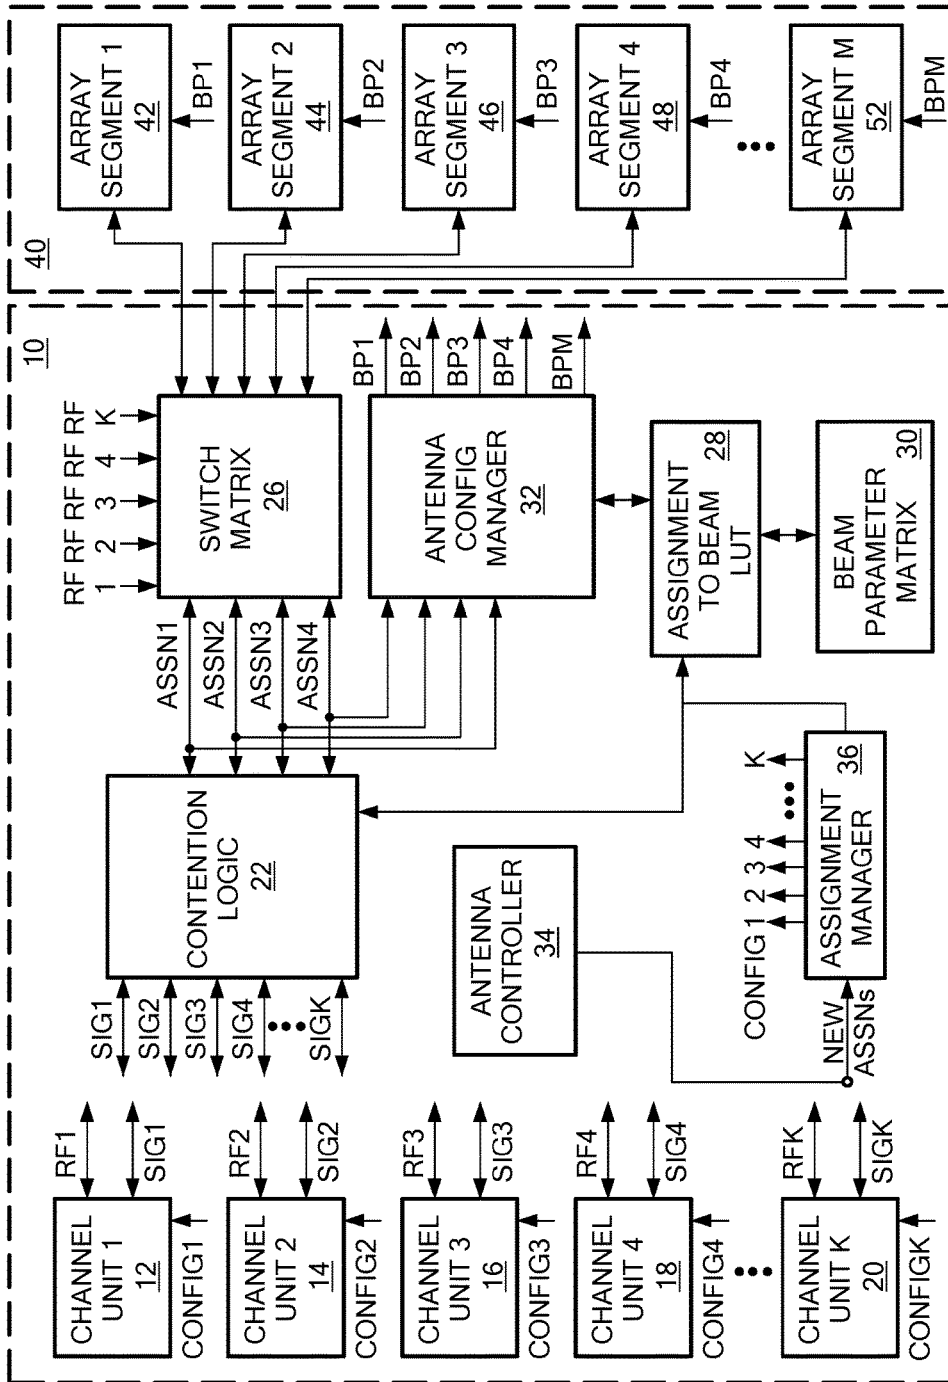 CHANNEL
UNIT 1
12
RF1
SIG1
CONFIG1
CHANNEL
UNIT 2
14
RF2
SIG2
CONFIG2
CHANNEL
UNIT 3
16
RF3
SIG3
CONFIG3
CHANNEL
UNIT 4
18
RF4
SIG4
CONFIG4
CHANNEL
UNIT K
20
RFK
SIGK
CONFIGK
SIG1
SIG2
SIG3
SIG4
SIGK
CONTENTION
LOGIC
22
ANTENNA
CONTROLLER
34
NEW
ASSNs
ASSIGNMENT
MANAGER
36
CONFIG1 2 3 4 K
ASSN1
ASSN2
ASSN3
ASSN4
RF RF RF RF RF
1 2 3 4 K
SWITCH
MATRIX
26
ANTENNA
CONFIG
MANAGER
32
BP1
BP2
BP3
BP4
BPM
ASSIGNMENT
TO BEAM
LUT
28
BEAM
PARAMETER
MATRIX
30
10
40
ARRAY
SEGMENT 1
42
BP1
ARRAY
SEGMENT 2
44
BP2
ARRAY
SEGMENT 3
46
BP3
ARRAY
SEGMENT 4
48
BP4
ARRAY
SEGMENT M
52
BPM